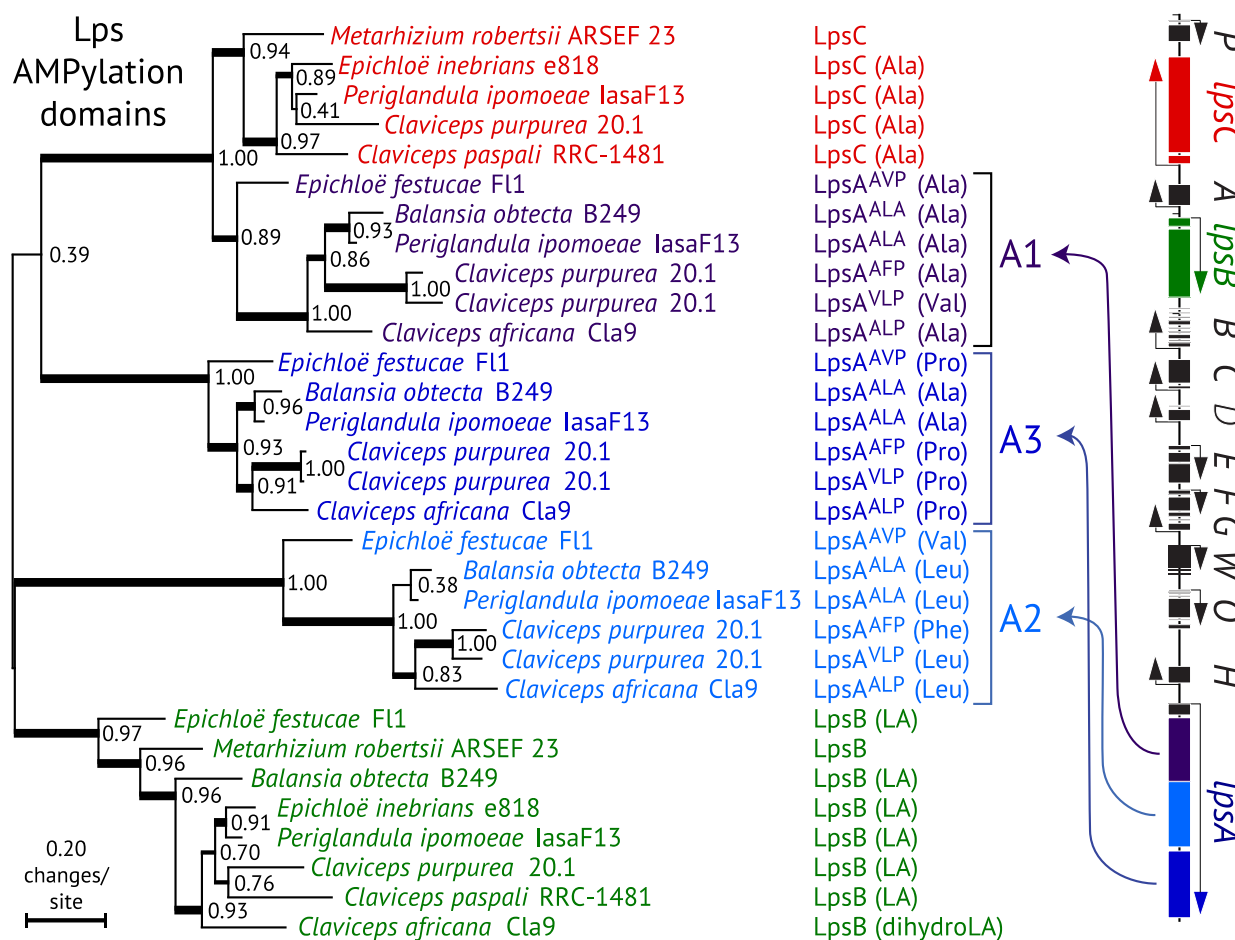 Lps
AMPylation
domains
Metarhizium robertsii ARSEF 23 LpsC
0.94
Epichloë inebrians e818 LpsC (Ala)
0.89
Periglandula ipomoeae IasaF13 LpsC (Ala)
0.41
Claviceps purpurea 20.1 LpsC (Ala)
0.97
Claviceps paspali RRC-1481 LpsC (Ala)
1.00
Epichloë festucae Fl1 LpsA AVP (Ala)
Balansia obtecta B249 LpsA ALA (Ala)
0.93
Periglandula ipomoeae IasaF13 LpsA ALA (Ala)
0.89
0.86
0.39
Claviceps purpurea 20.1 LpsA AFP (Ala)
1.00
Claviceps purpurea 20.1 LpsA VLP (Val)
1.00
Claviceps africana Cla9 LpsA ALP (Ala)
A1
Epichloë festucae Fl1 LpsA AVP (Pro)
1.00
Balansia obtecta B249 LpsA ALA (Ala)
0.96
Periglandula ipomoeae IasaF13 LpsA ALA (Ala)
0.93
Claviceps purpurea 20.1 LpsA AFP (Pro)
1.00
Claviceps purpurea 20.1 LpsA VLP (Pro)
0.91
Claviceps africana Cla9 LpsA ALP (Pro)
A3
Epichloë festucae Fl1 LpsA AVP (Val)
1.00
Balansia obtecta B249 LpsA ALA (Leu)
0.38
Periglandula ipomoeae IasaF13 LpsA ALA (Leu)
1.00
Claviceps purpurea 20.1 LpsA AFP (Phe)
1.00
Claviceps purpurea 20.1 LpsA VLP (Leu)
0.83
Claviceps africana Cla9 LpsA ALP (Leu)
A2
Epichloë festucae Fl1 LpsB (LA)
0.97
Metarhizium robertsii ARSEF 23 LpsB
0.96
Balansia obtecta B249 LpsB (LA)
0.96
Epichloë inebrians e818 LpsB (LA)
0.91
Periglandula ipomoeae IasaF13 LpsB (LA)
0.70
Claviceps purpurea 20.1 LpsB (LA)
0.76
Claviceps paspali RRC-1481 LpsB (LA)
0.93
Claviceps africana Cla9 LpsB (dihydroLA)
0.20
changes/
site
P
lpsC
A
lpsB
B
C
D
E
F
G
W
O
H
lpsA